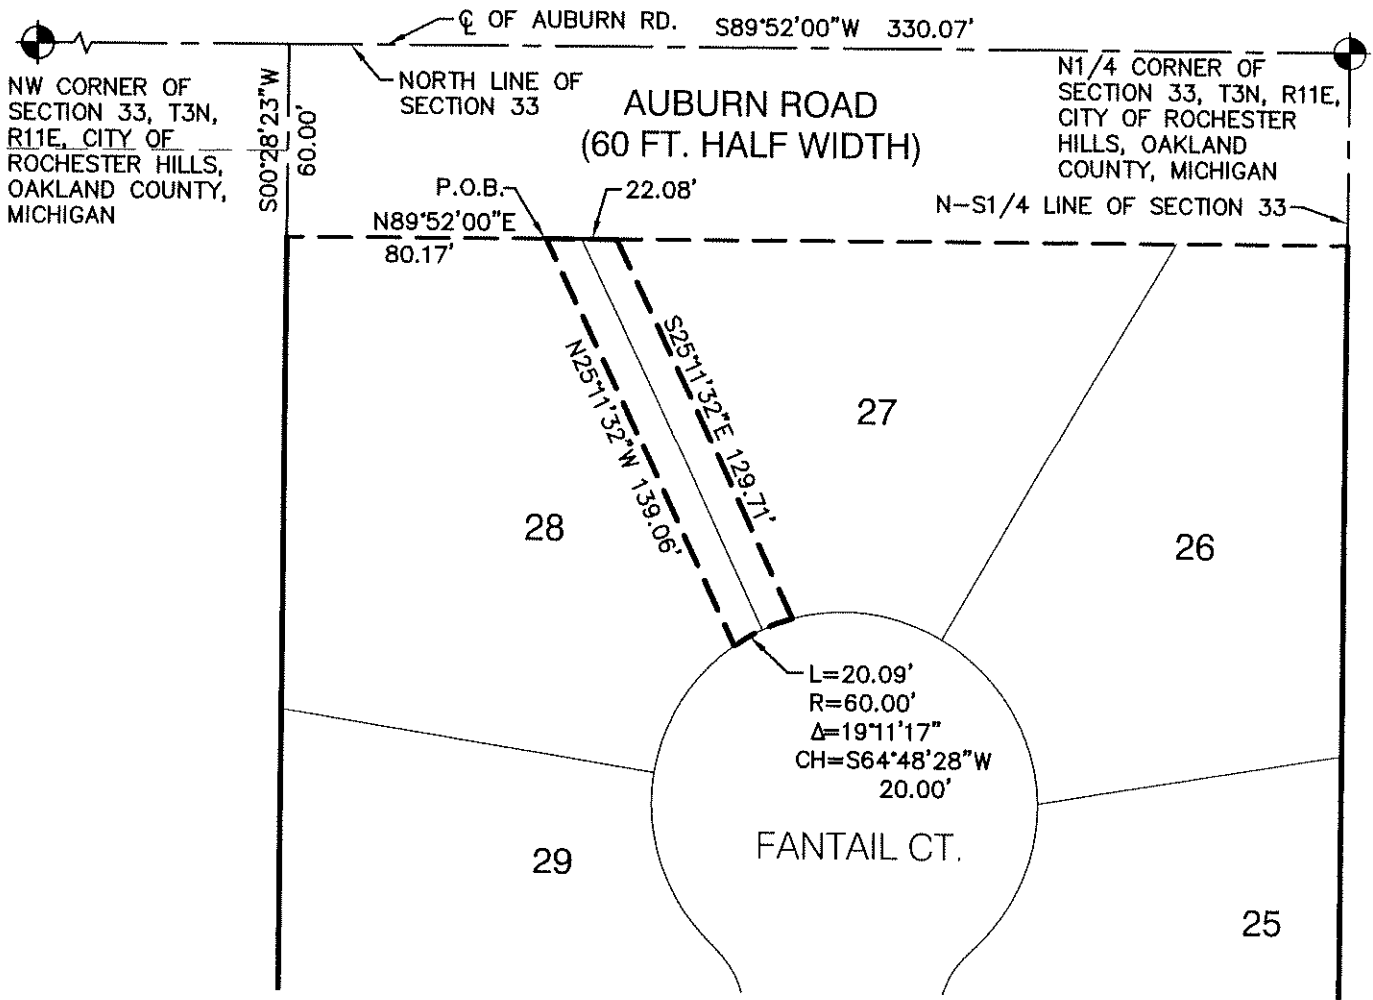 ℄ OF AUBURN RD. S89°52'00"W 330.07'
NW CORNER OF
SECTION 33, T3N,
R11E, CITY OF
ROCHESTER HILLS,
OAKLAND COUNTY,
MICHIGAN
S00°28'23"W
60.00'
NORTH LINE OF
SECTION 33
AUBURN ROAD
(60 FT. HALF WIDTH)
N1/4 CORNER OF
SECTION 33, T3N, R11E,
CITY OF ROCHESTER
HILLS, OAKLAND
COUNTY, MICHIGAN
P.O.B.
22.08'
N-S1/4 LINE OF SECTION 33
N89°52'00"E
80.17'
N25°11'32"W 139.06'
S25°11'32"E 129.71'
27
28
26
L=20.09'
R=60.00'
Δ=19°11'17"
CH=S64°48'28"W
20.00'
FANTAIL CT.
29
25